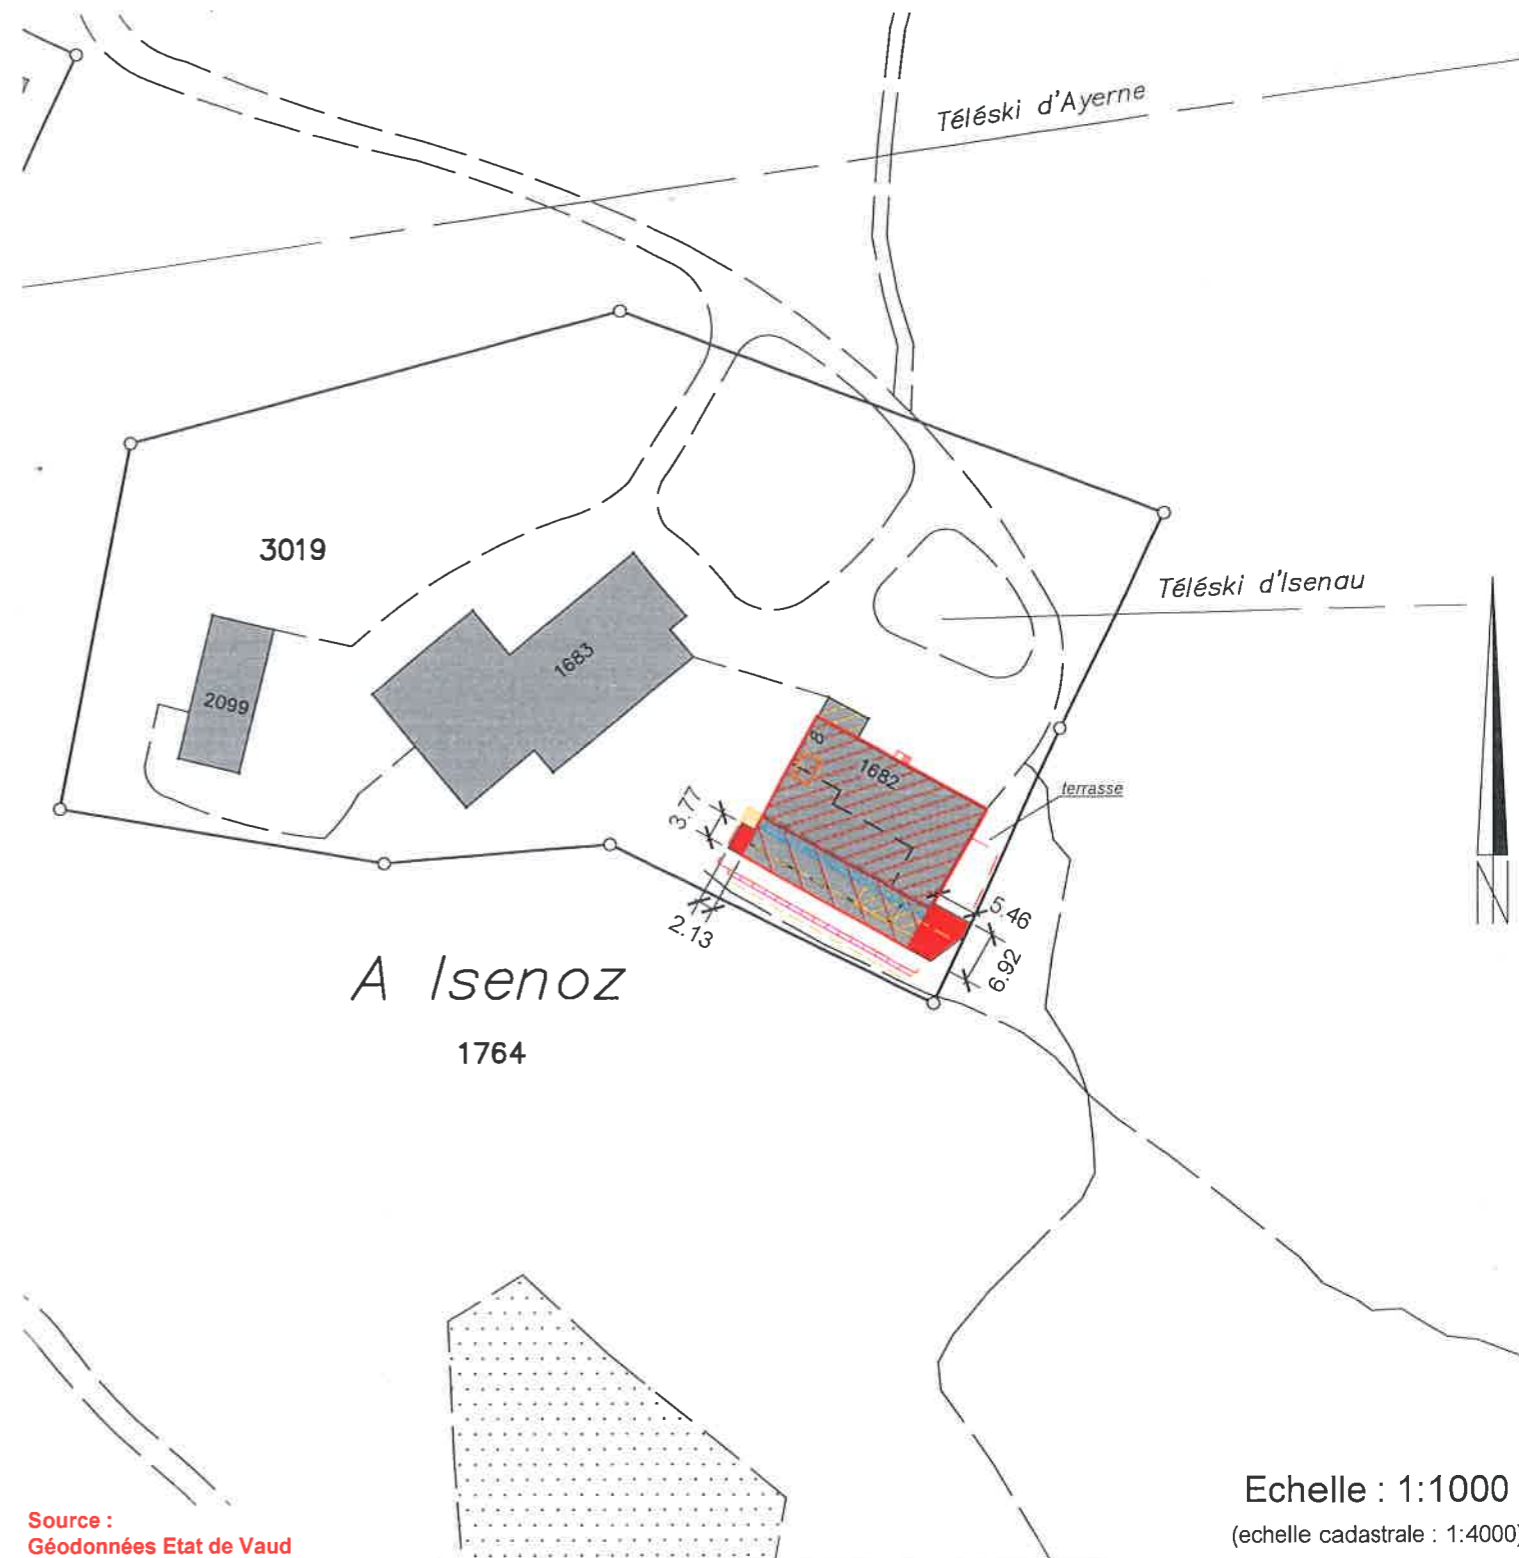 Téléski d'Ayerne
3019
Téléski d'Isenau
1683
2099
8
1682
terrasse
3.77
5.46
2.13
6.92
A Isenoz
1764
N
Echelle : 1:1000
(echelle cadastrale : 1:4000)
Source :
Géodonnées Etat de Vaud